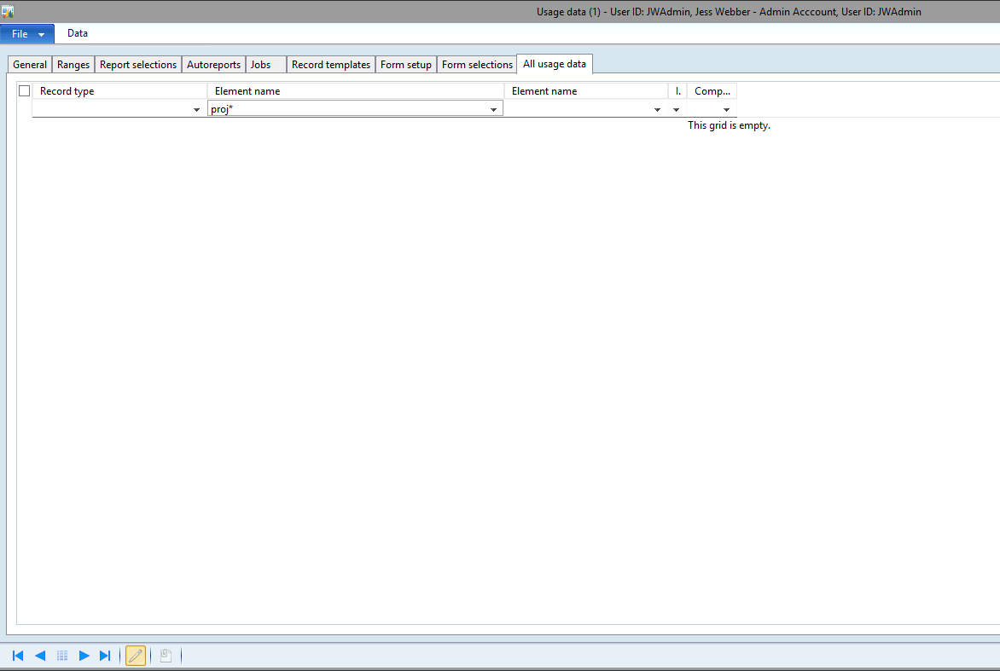 Usage data (1) - User ID: JWAdmin, Jess Webber - Admin Acccount, User ID: JWAdmin
File Data
General Ranges Report selections Autoreports Jobs Record templates Form setup Form selections All usage data
Record type Element name Element name I. Comp...
proj*
This grid is empty.